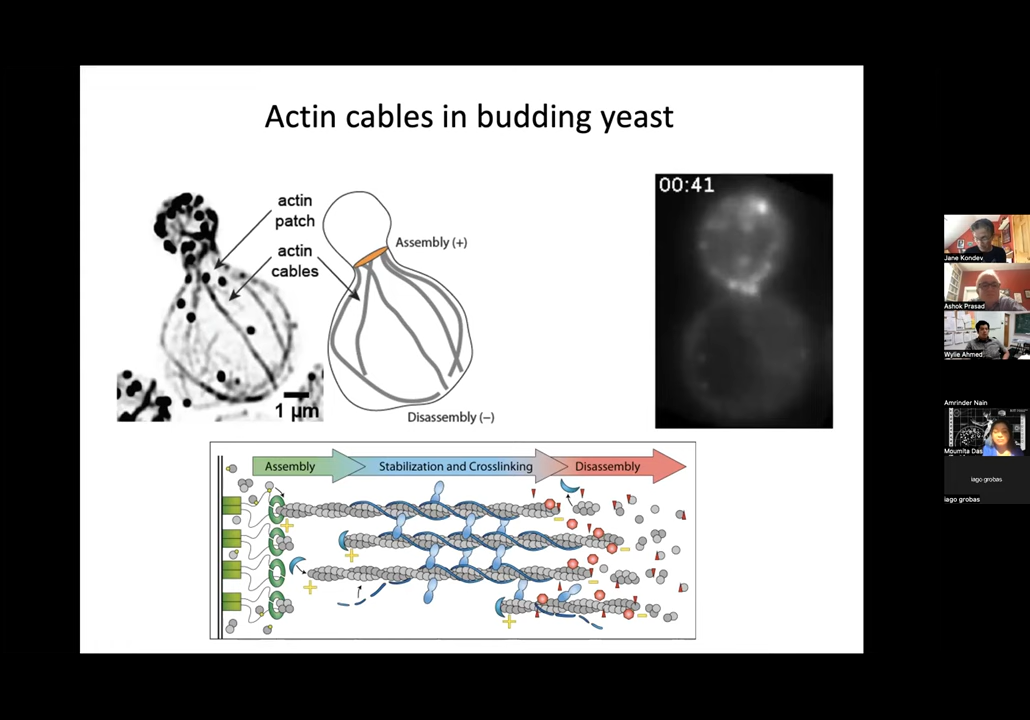 Actin cables in budding yeast
actin
patch
actin
cables
1 μm
Assembly (+)
Disassembly (−)
00:41
Assembly
Stabilization and Crosslinking
Disassembly
Jane Kondev
Ashok Prasad
Wylie Ahmed
Amrinder Nain
Moumita Das
iago grobas
iago grobas